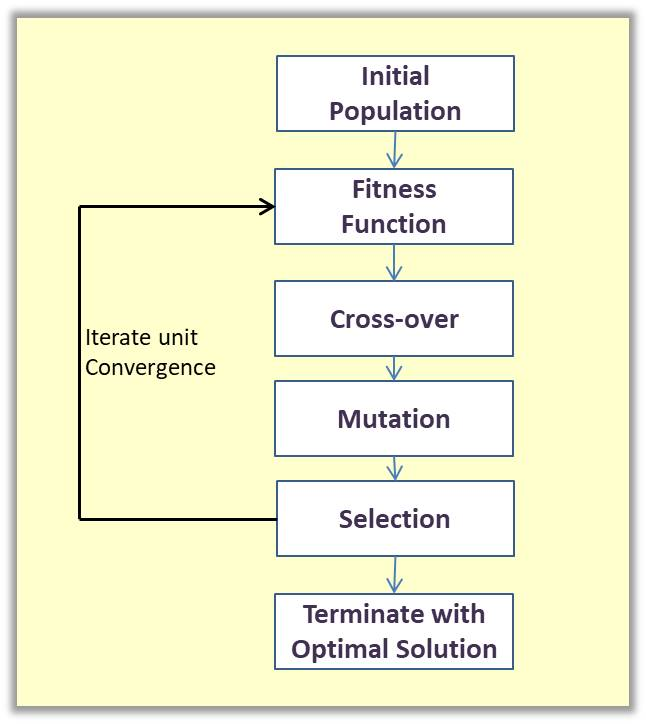 Initial
Population
Fitness
Function
Cross-over
Iterate unit
Convergence
Mutation
Selection
Terminate with
Optimal Solution